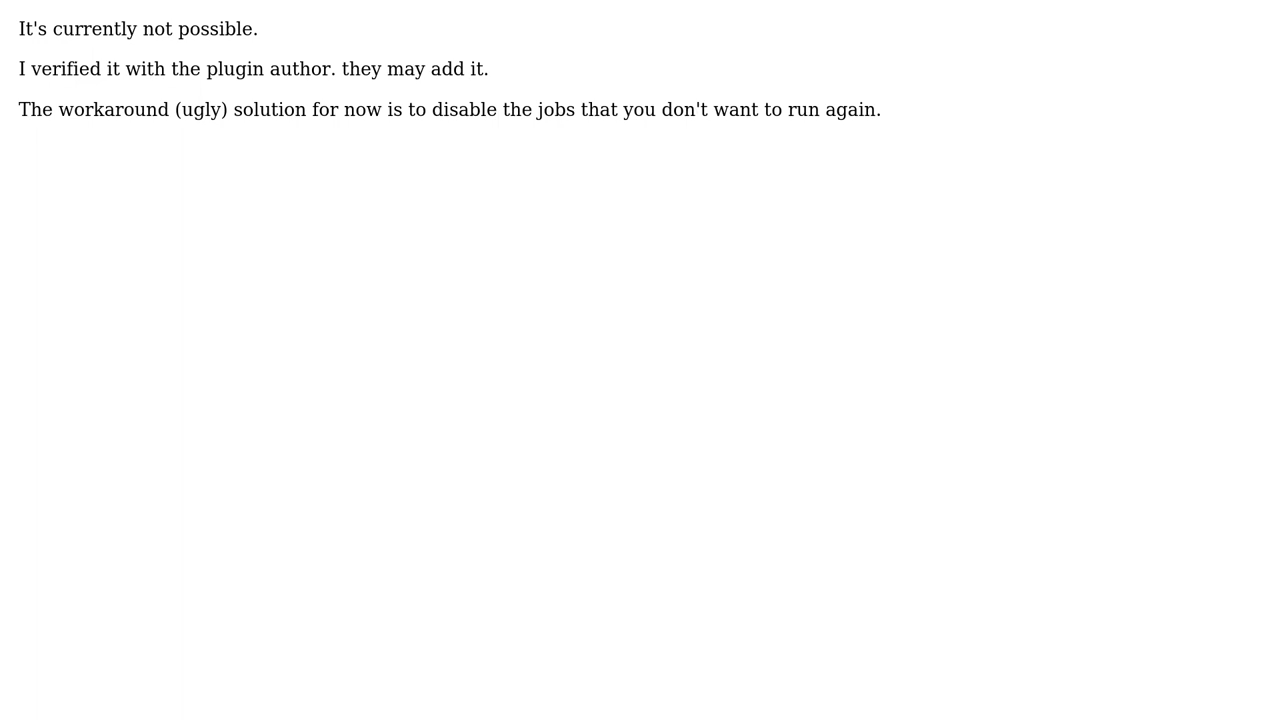 It's currently not possible.
I verified it with the plugin author. they may add it.
The workaround (ugly) solution for now is to disable the jobs that you don't want to run again.